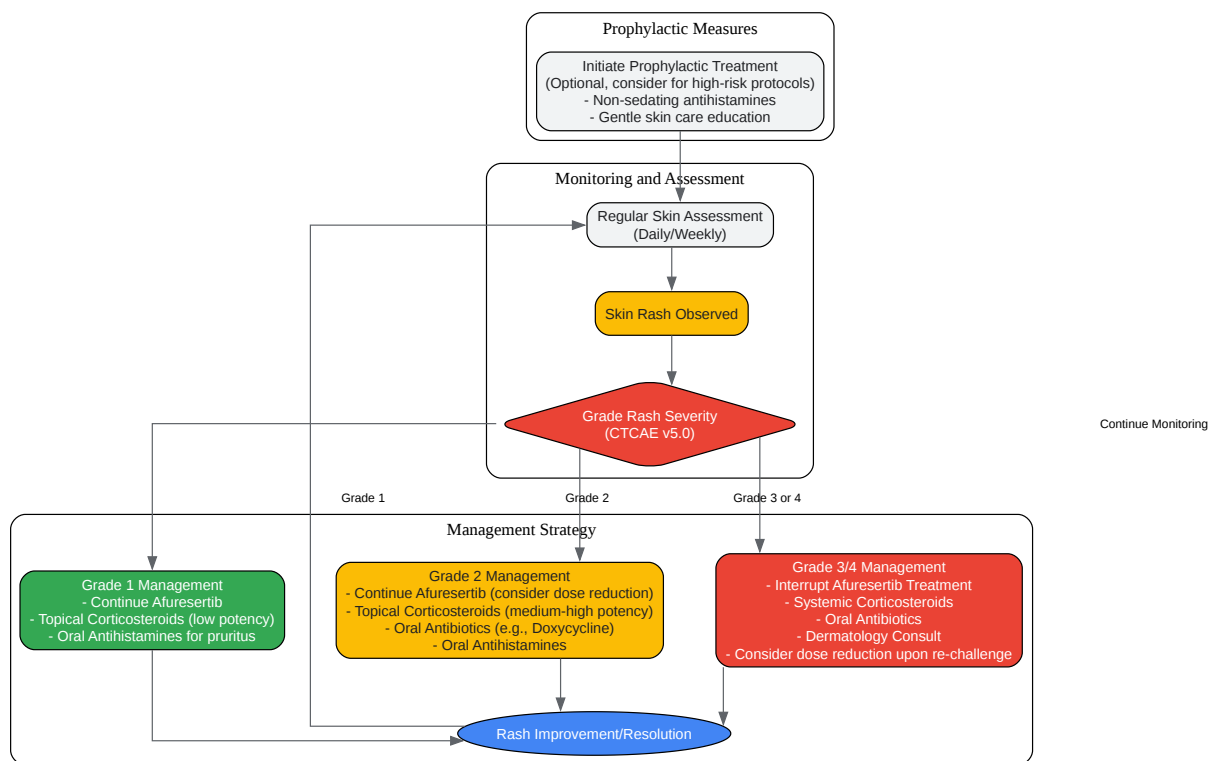 Prophylactic Measures
Initiate Prophylactic Treatment
(Optional, consider for high-risk protocols)
- Non-sedating antihistamines
- Gentle skin care education
Monitoring and Assessment
Regular Skin Assessment
(Daily/Weekly)
Skin Rash Observed
Grade Rash Severity
(CTCAE v5.0)
Continue Monitoring
Grade 1
Grade 2
Grade 3 or 4
Management Strategy
Grade 1 Management
- Continue Afuresertib
- Topical Corticosteroids (low potency)
- Oral Antihistamines for pruritus
Grade 2 Management
- Continue Afuresertib (consider dose reduction)
- Topical Corticosteroids (medium-high potency)
- Oral Antibiotics (e.g., Doxycycline)
- Oral Antihistamines
Grade 3/4 Management
- Interrupt Afuresertib Treatment
- Systemic Corticosteroids
- Oral Antibiotics
- Dermatology Consult
- Consider dose reduction upon re-challenge
Rash Improvement/Resolution